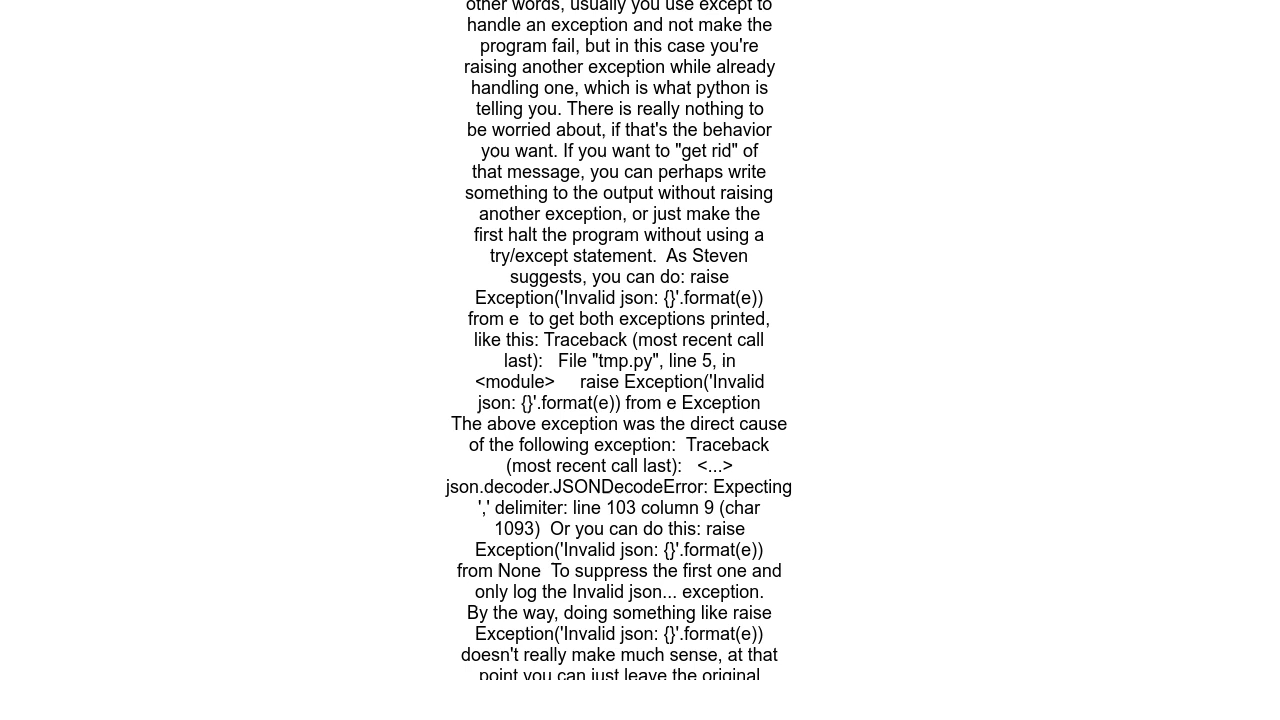 other words, usually you use except to
handle an exception and not make the
program fail, but in this case you're
raising another exception while already
handling one, which is what python is
telling you. There is really nothing to
be worried about, if that's the behavior
you want. If you want to "get rid" of
that message, you can perhaps write
something to the output without raising
another exception, or just make the
first halt the program without using a
try/except statement.  As Steven
suggests, you can do: raise
Exception('Invalid json: {}'.format(e))
from e  to get both exceptions printed,
like this: Traceback (most recent call
last):   File "tmp.py", line 5, in
<module>     raise Exception('Invalid
json: {}'.format(e)) from e Exception
The above exception was the direct cause
of the following exception:  Traceback
(most recent call last):   <...>
json.decoder.JSONDecodeError: Expecting
',' delimiter: line 103 column 9 (char
1093)  Or you can do this: raise
Exception('Invalid json: {}'.format(e))
from None  To suppress the first one and
only log the Invalid json... exception.
By the way, doing something like raise
Exception('Invalid json: {}'.format(e))
doesn't really make much sense, at that
point you can just leave the original